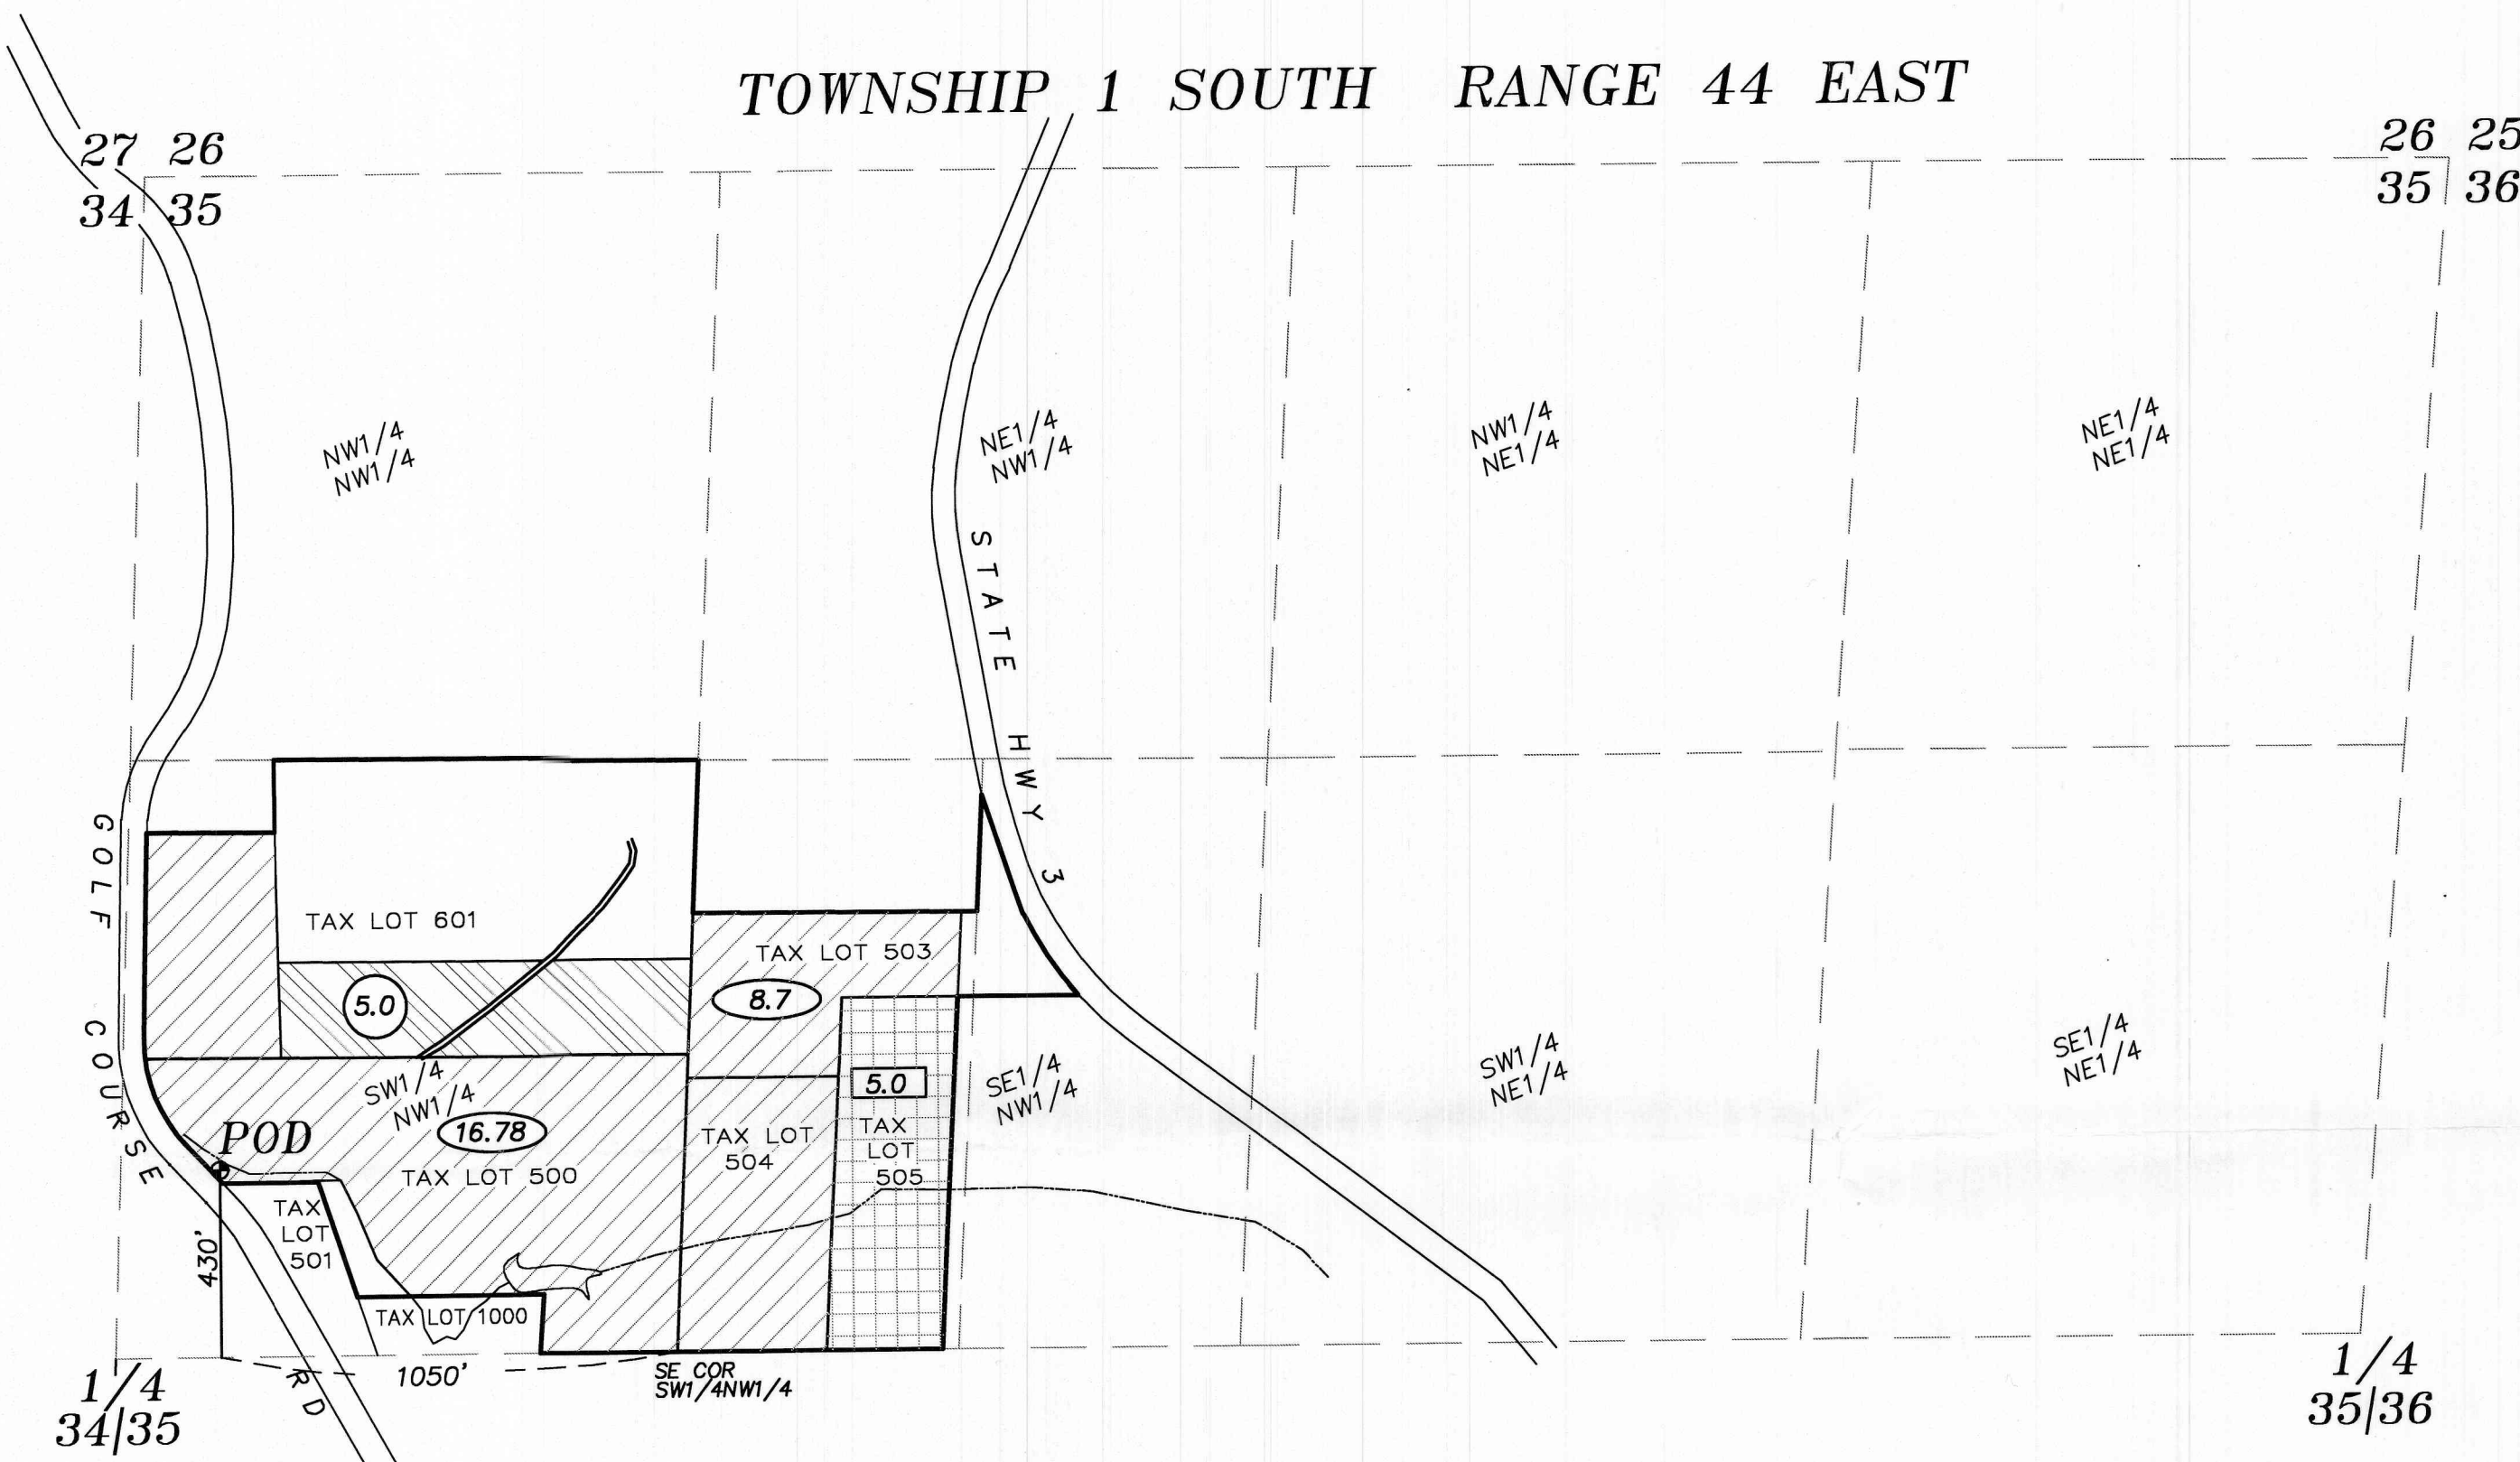 TOWNSHIP 1 SOUTH RANGE 44 EAST
27 26
34 35
26 25
35 36
NW1/4
NW1/4
NE1/4
NW1/4
NW1/4
NE1/4
NE1/4
NE1/4
STATE HWY 3
GOLF COURSE RD
TAX LOT 601
5.0
TAX LOT 503
8.7
SW1/4
NW1/4
16.78
TAX LOT 500
POD
TAX
LOT
501
430'
TAX LOT 1000
TAX LOT
504
5.0
TAX
LOT
505
SE1/4
NW1/4
SW1/4
NE1/4
SE1/4
NE1/4
1050'
SE COR
SW1/4NW1/4
1/4
34|35
1/4
35|36